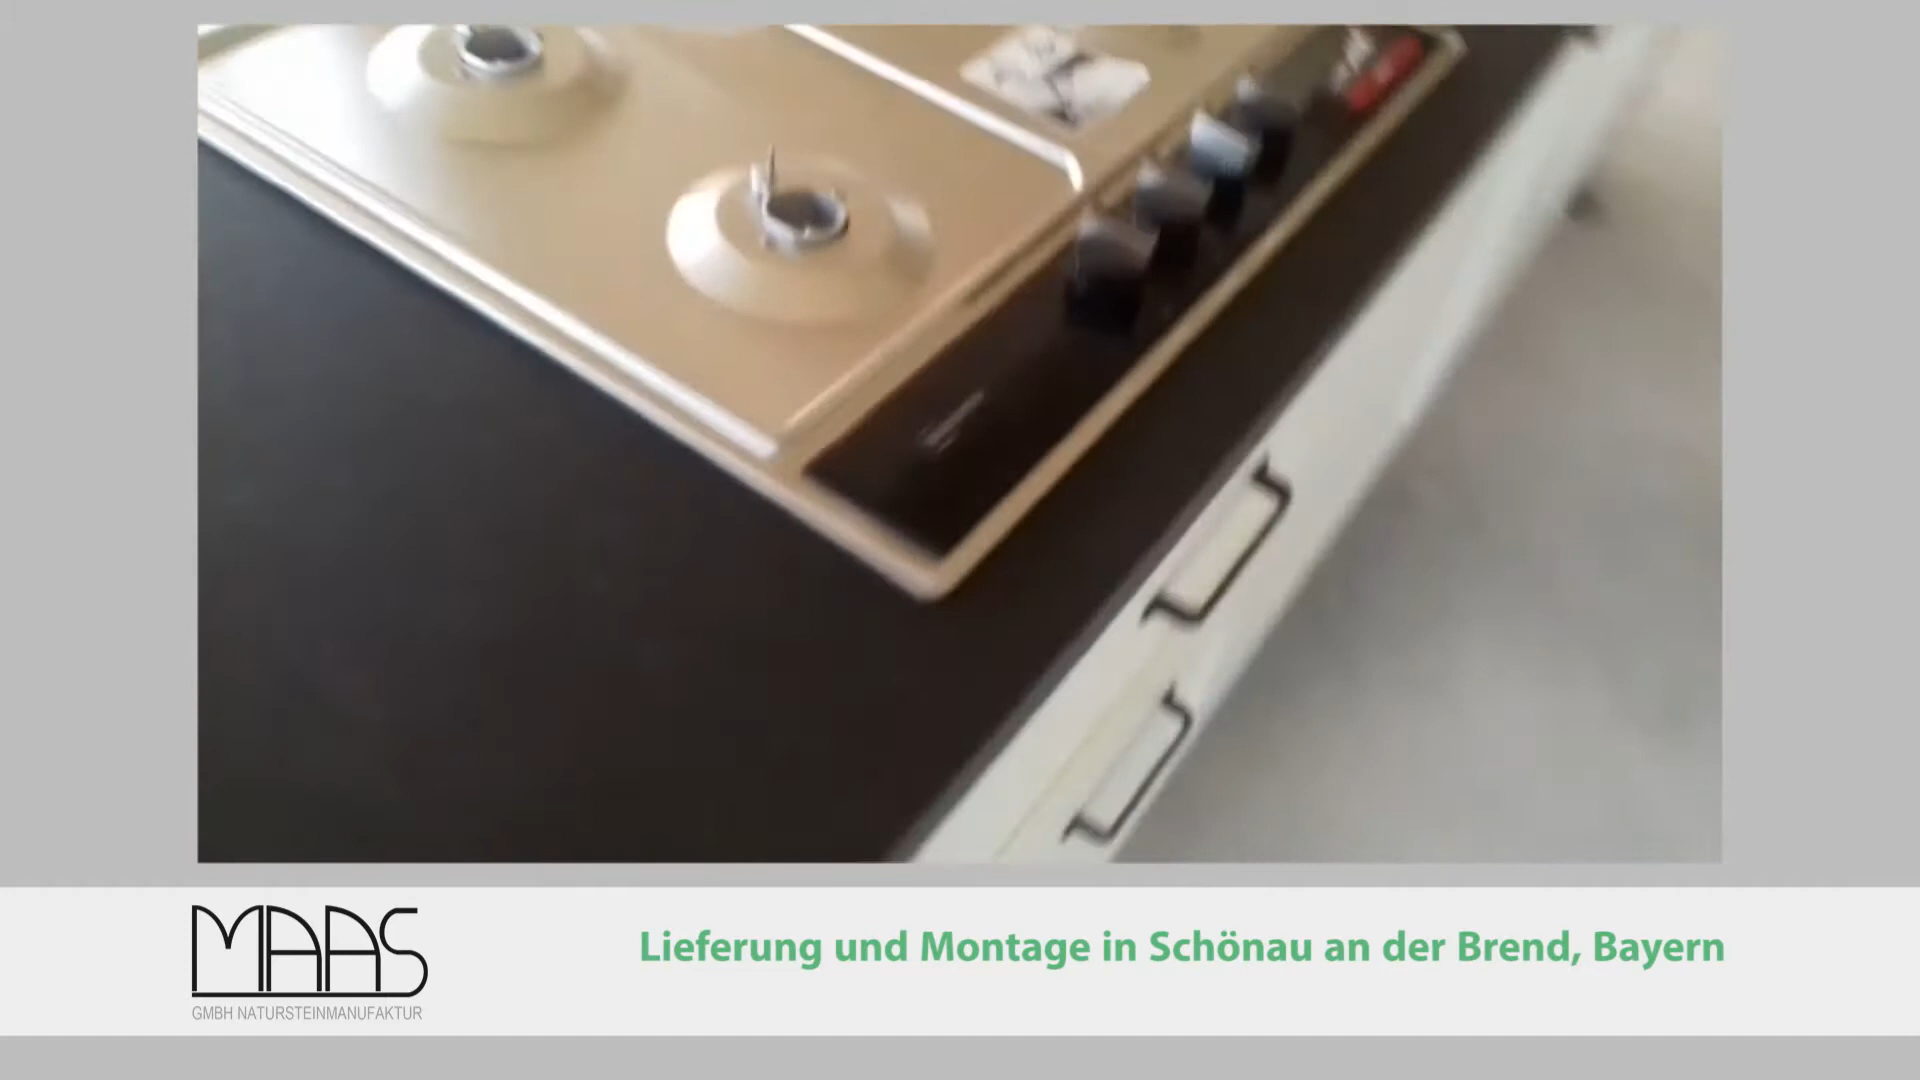 MAAS
GMBH NATURSTEINMANUFAKTUR
Lieferung und Montage in Schönau an der Brend, Bayern